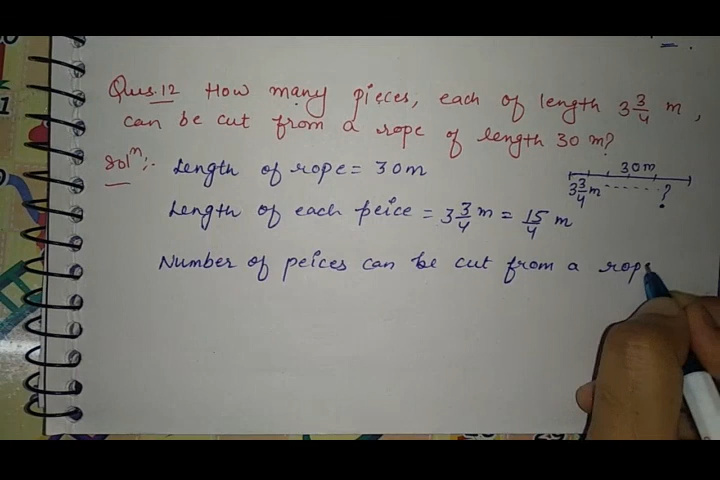 Ques.12 How many pieces, each of length 3 3/4 m,
can be cut from a rope of length 30 m?
Solⁿ:- Length of rope = 30m
30m
3 3/4 m ------ ?
Length of each peice = 3 3/4 m = 15/4 m
Number of peices can be cut from a rope